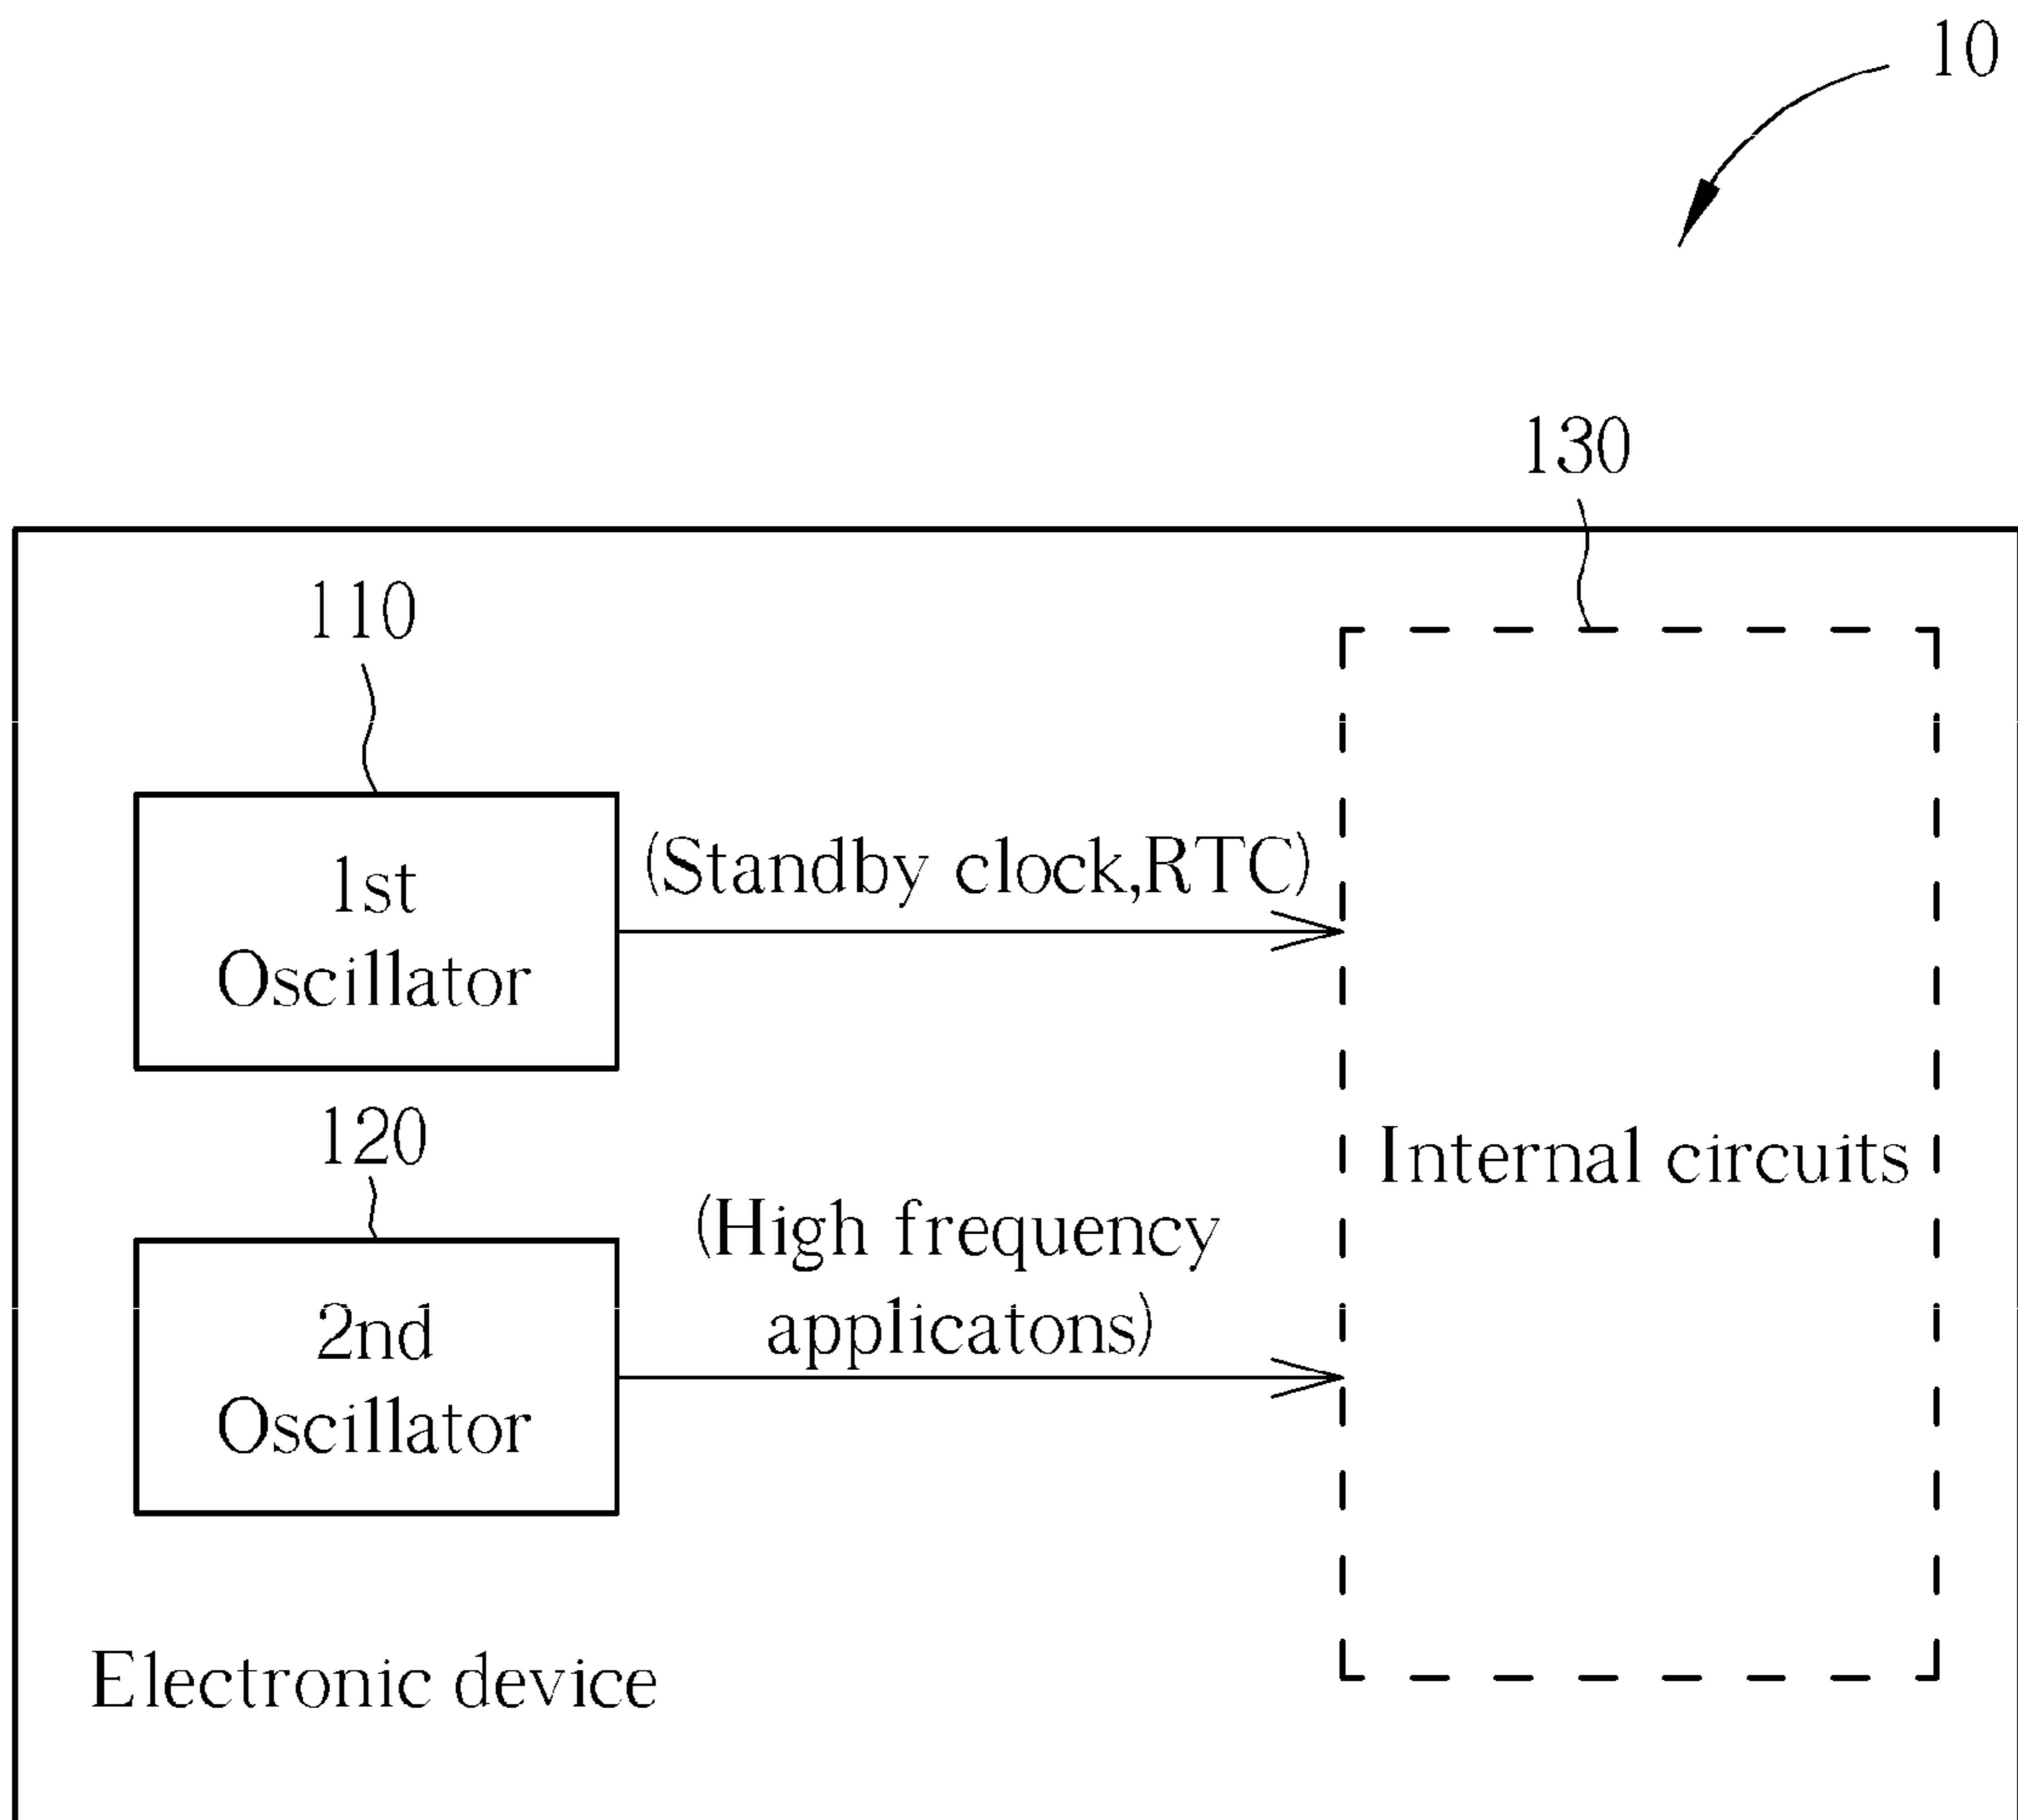 10
130
110
1st
Oscillator
(Standby clock,RTC)
120
2nd
Oscillator
(High frequency
applicatons)
Internal circuits
Electronic device